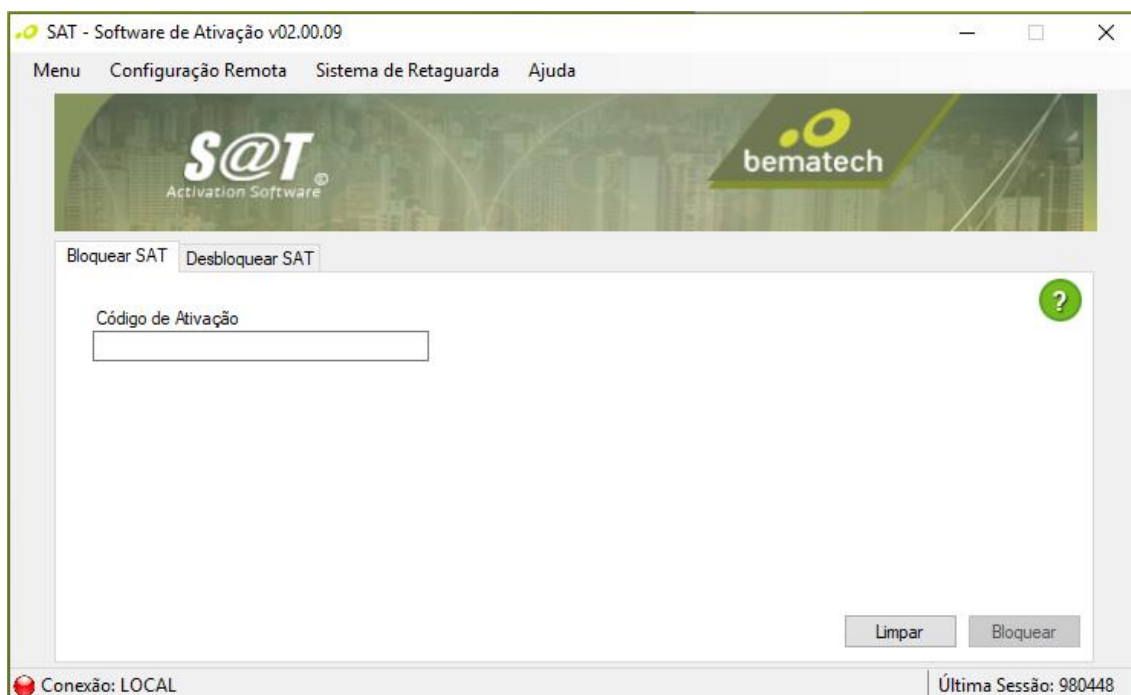 SAT - Software de Ativação v02.00.09
Menu Configuração Remota Sistema de Retaguarda Ajuda
S@T ©
Activation Software
bematech
Bloquear SAT Desbloquear SAT
?
Código de Ativação
Limpar Bloquear
Conexão: LOCAL Última Sessão: 980448